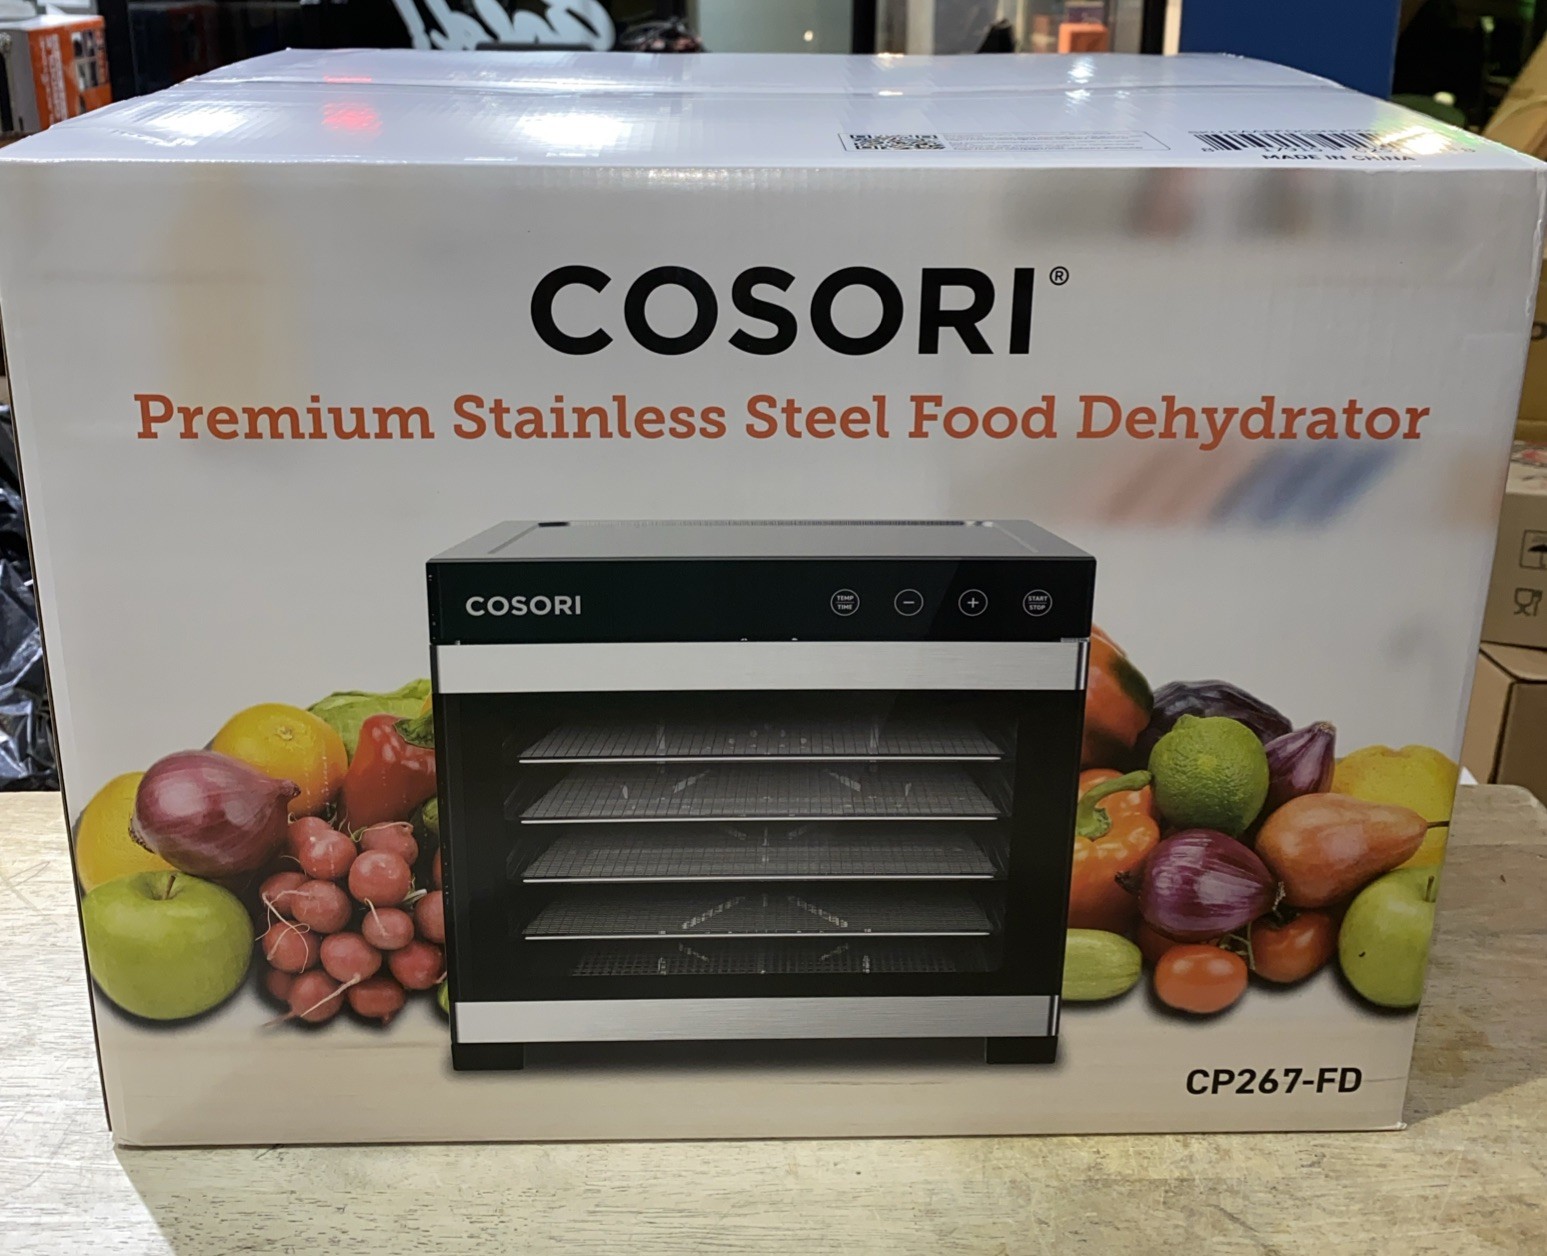 MADE IN CHINA
COSORI®
Premium Stainless Steel Food Dehydrator
COSORI
TEMP
TIME
−
+
START
STOP
CP267-FD